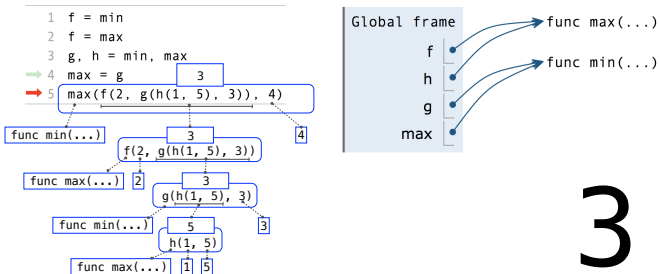 1 f = min
2 f = max
3 g, h = min, max
4 max = g
3
5 max(f(2, g(h(1, 5), 3)), 4)
func min(...)
3
4
f(2, g(h(1, 5), 3))
func max(...)
2
3
g(h(1, 5), 3)
func min(...)
5
3
h(1, 5)
func max(...)
1
5
Global frame
func max(...)
f
func min(...)
h
g
max
3